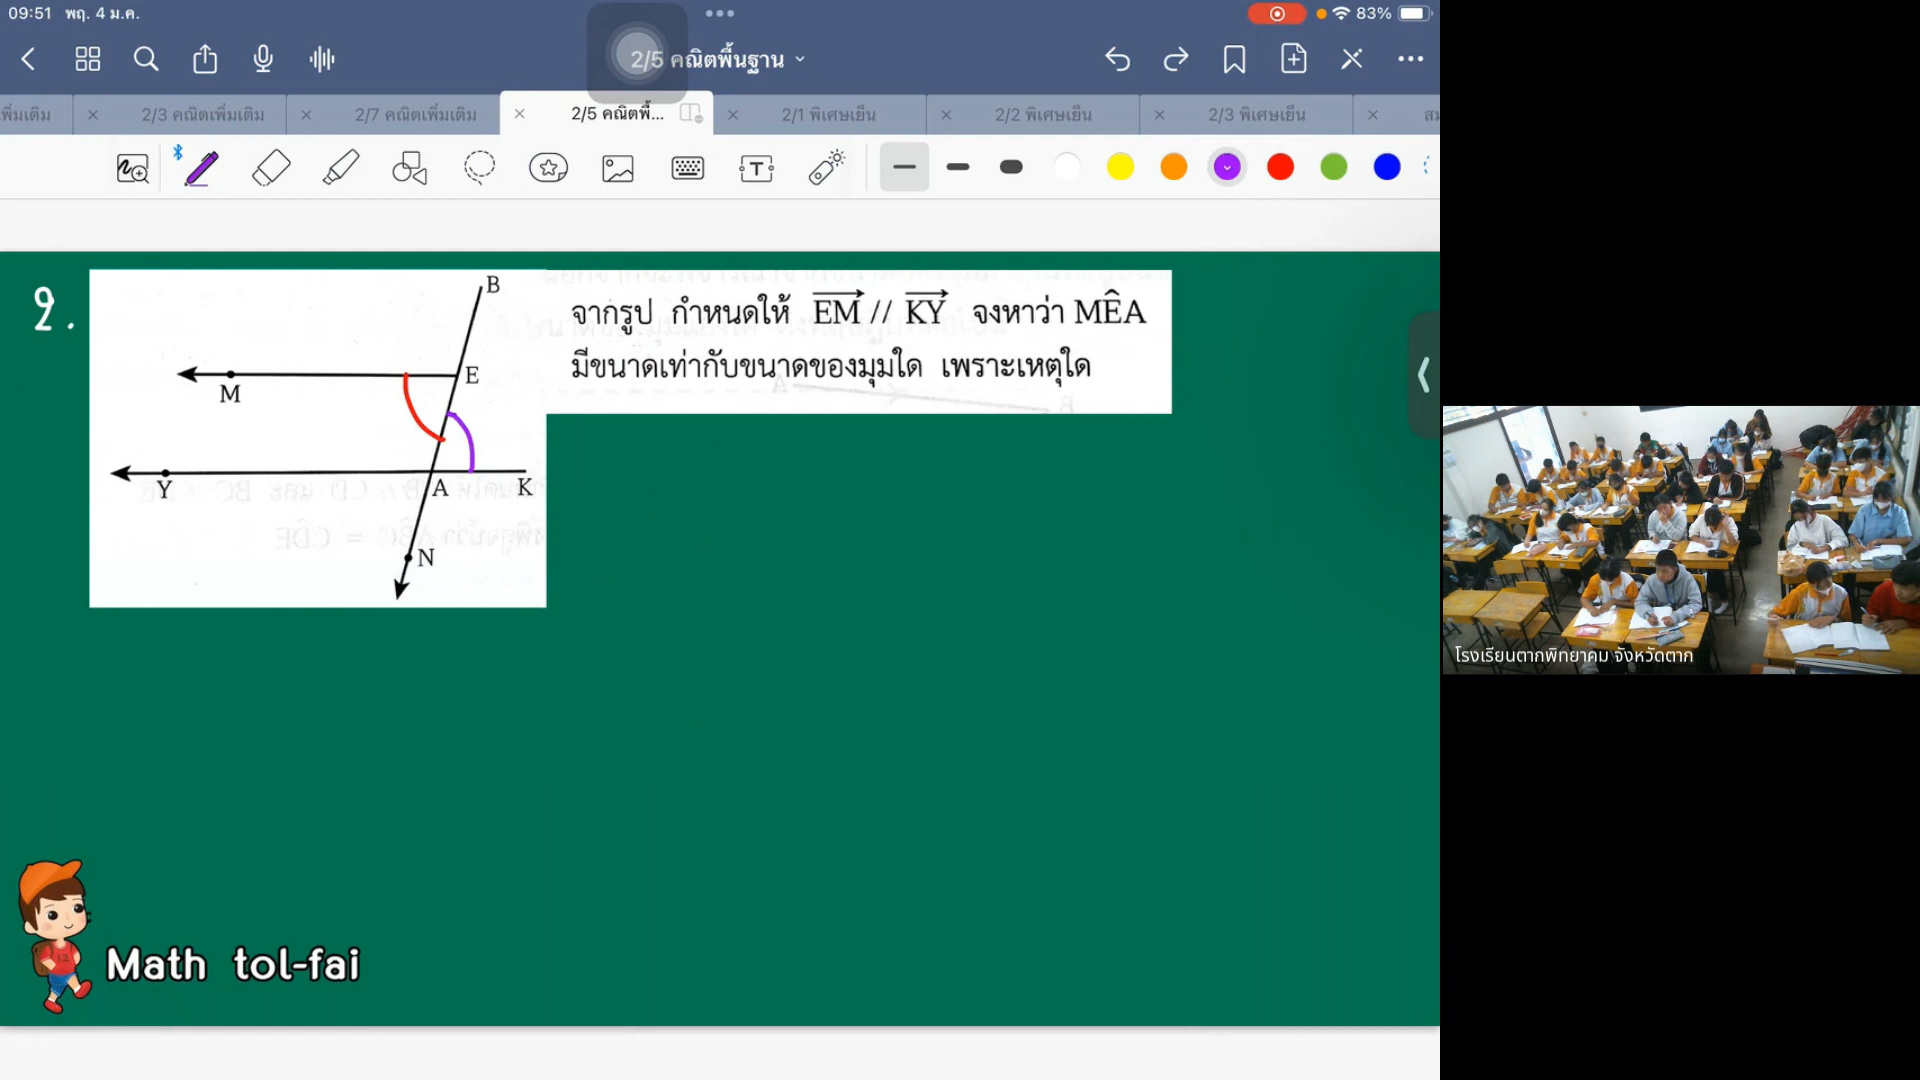 09:51 พฤ. 4 ม.ค.
83%
2/5 คณิตพื้นฐาน
พิ่มเติม
2/3 คณิตเพิ่มเติม
2/7 คณิตเพิ่มเติม
2/5 คณิตพื้...
2/1 พิเศษเย็น
2/2 พิเศษเย็น
2/3 พิเศษเย็น
สม
2.
B
M
E
Y
A
K
N
จากรูป กำหนดให้ EM // KY จงหาว่า MÊA
มีขนาดเท่ากับขนาดของมุมใด เพราะเหตุใด
โรงเรียนตากพิทยาคม จังหวัดตาก
Math tol-fai